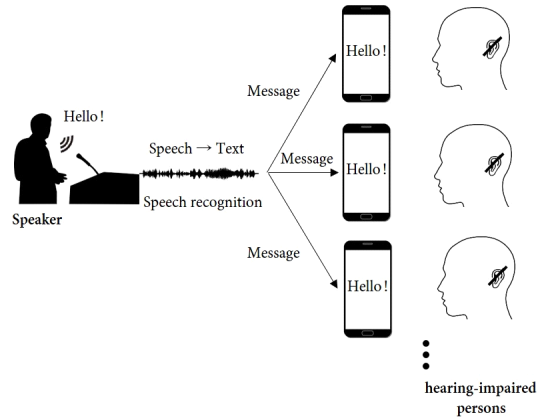 Hello!
Speaker
Speech → Text
Speech recognition
Message
Message
Message
Hello!
Hello!
Hello!
hearing-impaired
persons